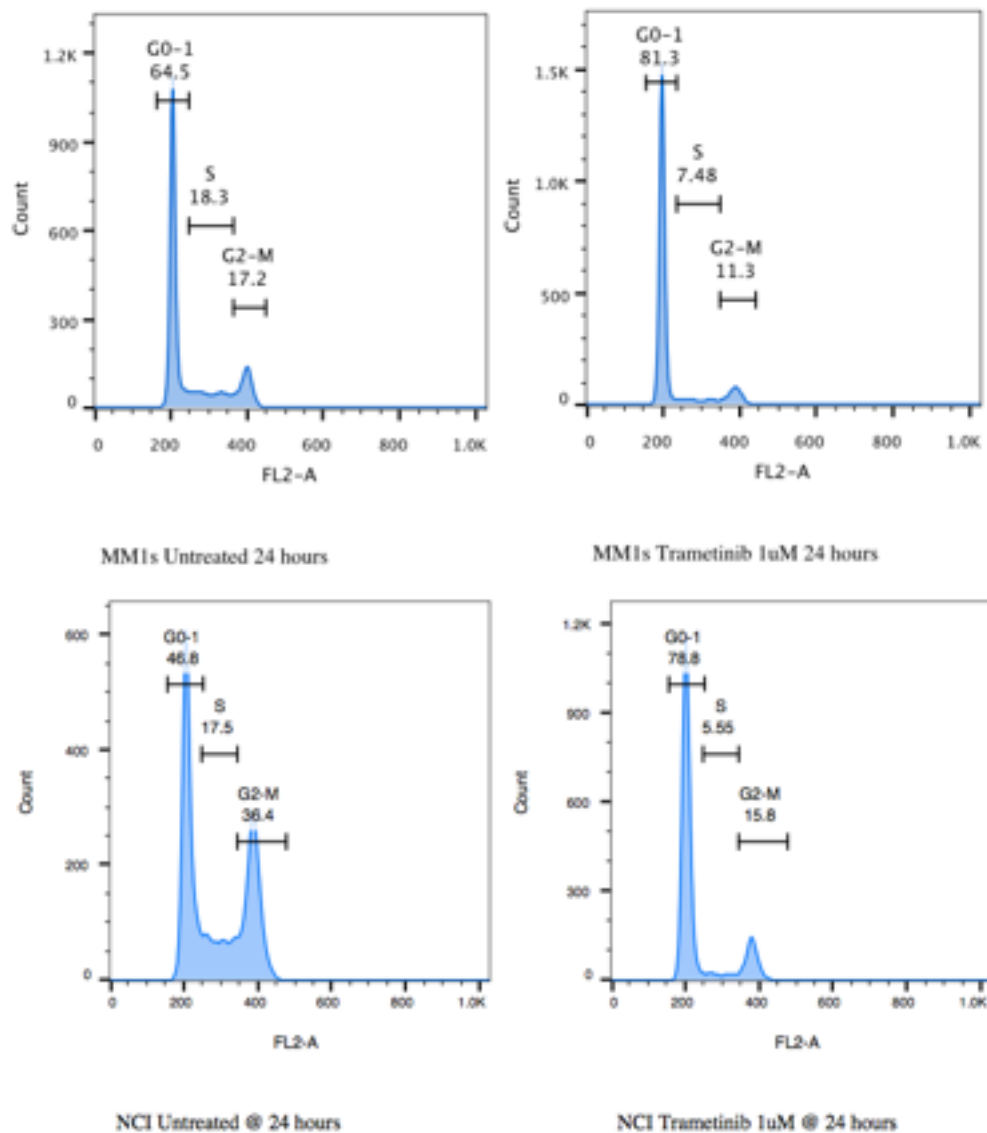 G0-1
64.5
S
18.3
G2-M
17.2
1.2K
900
600
300
0
Count
0 200 400 600 800 1.0K
FL2-A
MM1s Untreated 24 hours
G0-1
81.3
S
7.48
G2-M
11.3
1.5K
1.0K
500
0
Count
0 200 400 600 800 1.0K
FL2-A
MM1s Trametinib 1uM 24 hours
G0-1
46.8
S
17.5
G2-M
36.4
600
400
200
0
Count
0 200 400 600 800 1.0K
FL2-A
NCI Untreated @ 24 hours
G0-1
78.8
S
5.55
G2-M
15.8
1.2K
900
600
300
0
Count
0 200 400 600 800 1.0K
FL2-A
NCI Trametinib 1uM @ 24 hours